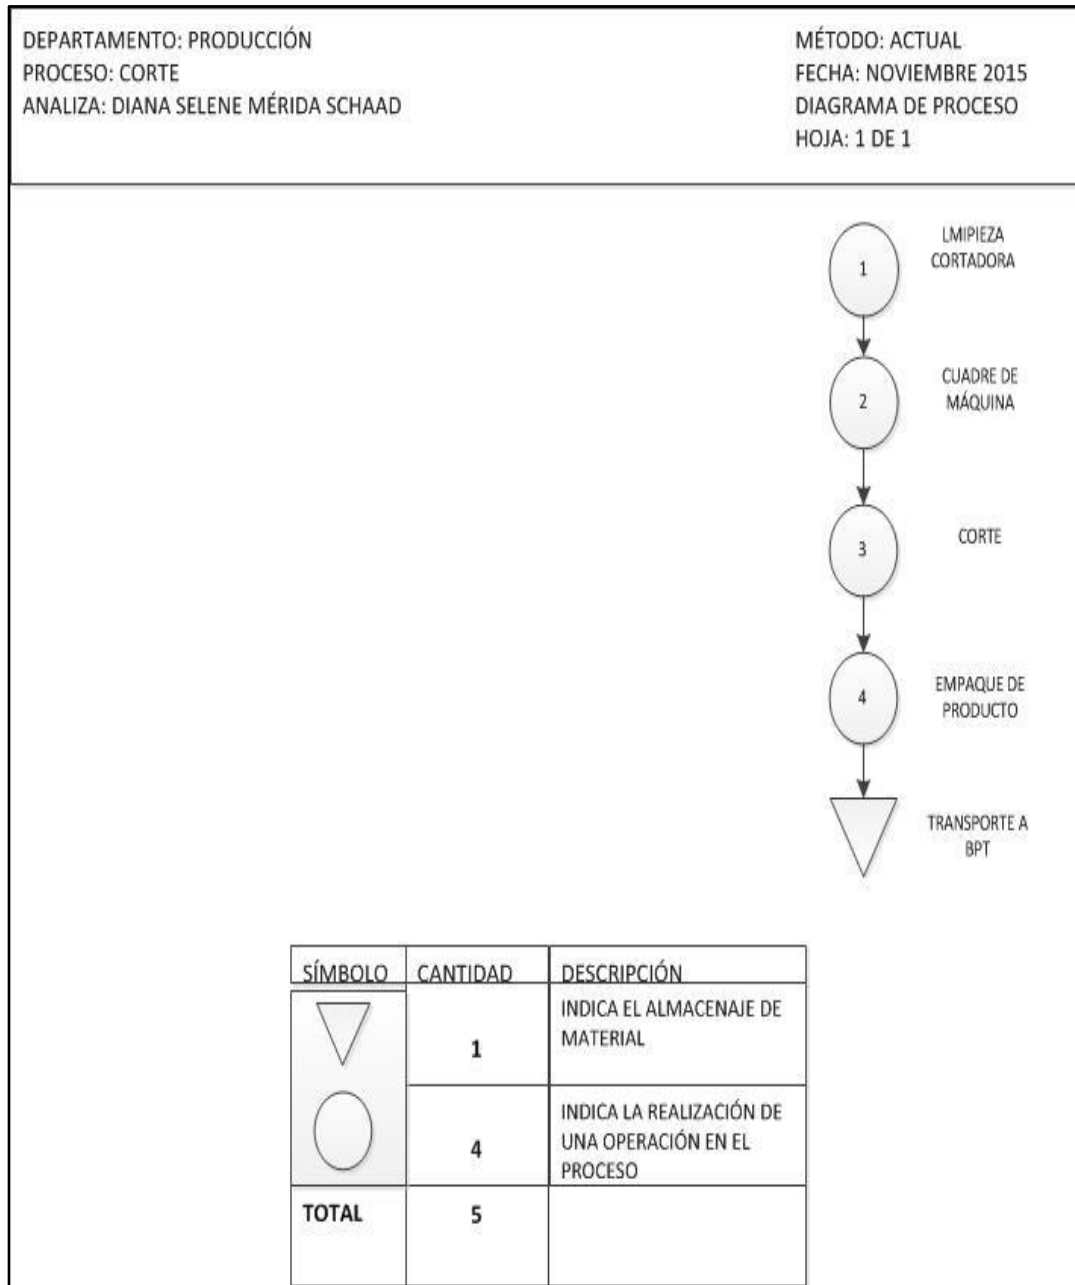 DEPARTAMENTO: PRODUCCIÓN
PROCESO: CORTE
ANALIZA: DIANA SELENE MÉRIDA SCHAAD
MÉTODO: ACTUAL
FECHA: NOVIEMBRE 2015
DIAGRAMA DE PROCESO
HOJA: 1 DE 1
1
LMIPIEZA
CORTADORA
2
CUADRE DE
MÁQUINA
3
CORTE
4
EMPAQUE DE
PRODUCTO
TRANSPORTE A
BPT
SÍMBOLO CANTIDAD DESCRIPCIÓN
1
INDICA EL ALMACENAJE DE
MATERIAL
4
INDICA LA REALIZACIÓN DE
UNA OPERACIÓN EN EL
PROCESO
TOTAL 5